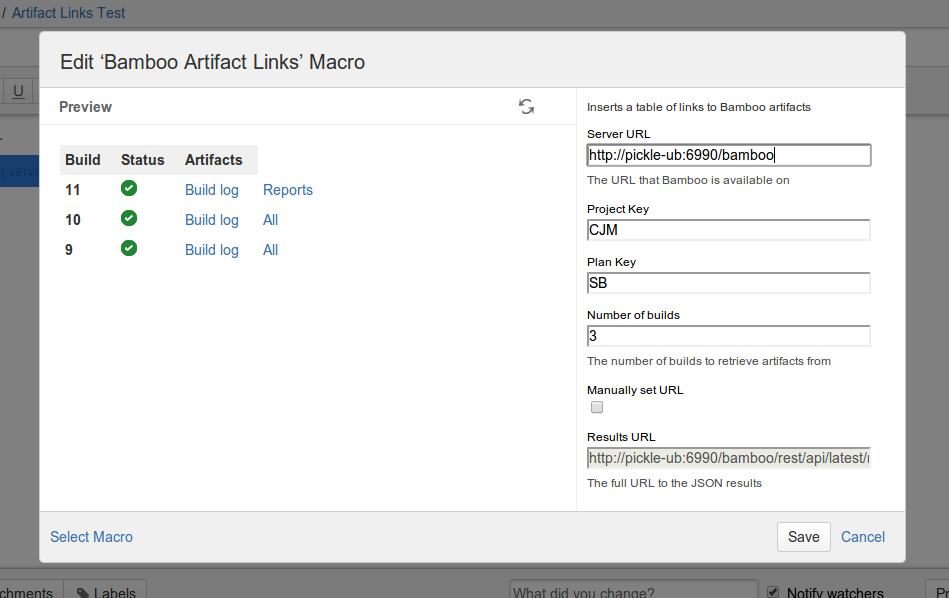 / Artifact Links Test
Edit ‘Bamboo Artifact Links’ Macro
U
Preview
Build Status Artifacts
11 Build log Reports
10 Build log All
9 Build log All
Inserts a table of links to Bamboo artifacts
Server URL
http://pickle-ub:6990/bamboo
The URL that Bamboo is available on
Project Key
CJM
Plan Key
SB
Number of builds
3
The number of builds to retrieve artifacts from
Manually set URL
Results URL
http://pickle-ub:6990/bamboo/rest/api/latest/
The full URL to the JSON results
Select Macro
Save Cancel
Labels
What did you change?
Notify watchers